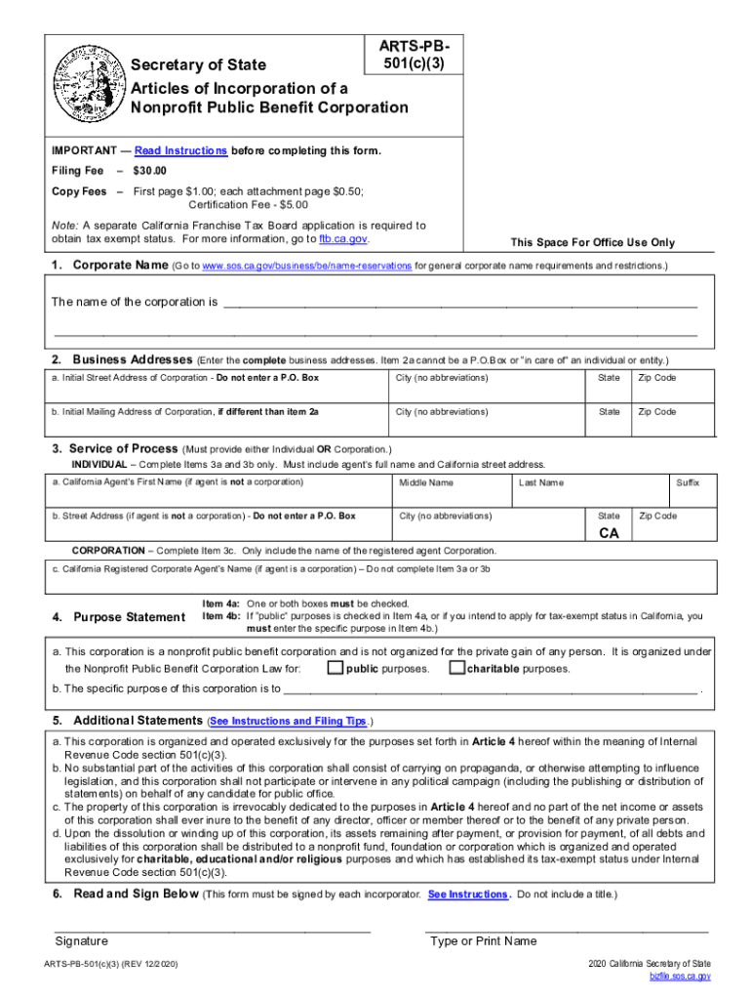 ARTS-PB-
501(c)(3)
Secretary of State
Articles of Incorporation of a
Nonprofit Public Benefit Corporation
IMPORTANT — Read Instructions before completing this form.
Filing Fee – $30.00
Copy Fees – First page $1.00; each attachment page $0.50;
Certification Fee - $5.00
Note: A separate California Franchise Tax Board application is required to
obtain tax exempt status. For more information, go to ftb.ca.gov.
This Space For Office Use Only
1. Corporate Name (Go to www.sos.ca.gov/business/be/name-reservations for general corporate name requirements and restrictions.)
The name of the corporation is
2. Business Addresses (Enter the complete business addresses. Item 2a cannot be a P.O.Box or "in care of" an individual or entity.)
a. Initial Street Address of Corporation - Do not enter a P.O. Box City (no abbreviations) State Zip Code
b. Initial Mailing Address of Corporation, if different than item 2a City (no abbreviations) State Zip Code
3. Service of Process (Must provide either Individual OR Corporation.)
INDIVIDUAL – Complete Items 3a and 3b only. Must include agent's full name and California street address.
a. California Agent's First Name (if agent is not a corporation) Middle Name Last Name Suffix
b. Street Address (if agent is not a corporation) - Do not enter a P.O. Box City (no abbreviations) State Zip Code
CA
CORPORATION – Complete Item 3c. Only include the name of the registered agent Corporation.
c. California Registered Corporate Agent's Name (if agent is a corporation) – Do not complete Item 3a or 3b
4. Purpose Statement
Item 4a: One or both boxes must be checked.
Item 4b: If "public" purposes is checked in Item 4a, or if you intend to apply for tax-exempt status in California, you
must enter the specific purpose in Item 4b.)
a. This corporation is a nonprofit public benefit corporation and is not organized for the private gain of any person. It is organized under
the Nonprofit Public Benefit Corporation Law for: public purposes. charitable purposes.
b. The specific purpose of this corporation is to .
5. Additional Statements (See Instructions and Filing Tips.)
a. This corporation is organized and operated exclusively for the purposes set forth in Article 4 hereof within the meaning of Internal
Revenue Code section 501(c)(3).
b. No substantial part of the activities of this corporation shall consist of carrying on propaganda, or otherwise attempting to influence
legislation, and this corporation shall not participate or intervene in any political campaign (including the publishing or distribution of
statements) on behalf of any candidate for public office.
c. The property of this corporation is irrevocably dedicated to the purposes in Article 4 hereof and no part of the net income or assets
of this corporation shall ever inure to the benefit of any director, officer or member thereof or to the benefit of any private person.
d. Upon the dissolution or winding up of this corporation, its assets remaining after payment, or provision for payment, of all debts and
liabilities of this corporation shall be distributed to a nonprofit fund, foundation or corporation which is organized and operated
exclusively for charitable, educational and/or religious purposes and which has established its tax-exempt status under Internal
Revenue Code section 501(c)(3).
6. Read and Sign Below (This form must be signed by each incorporator. See Instructions. Do not include a title.)
Signature Type or Print Name
ARTS-PB-501(c)(3) (REV 12/2020) 2020 California Secretary of State
bizfile.sos.ca.gov